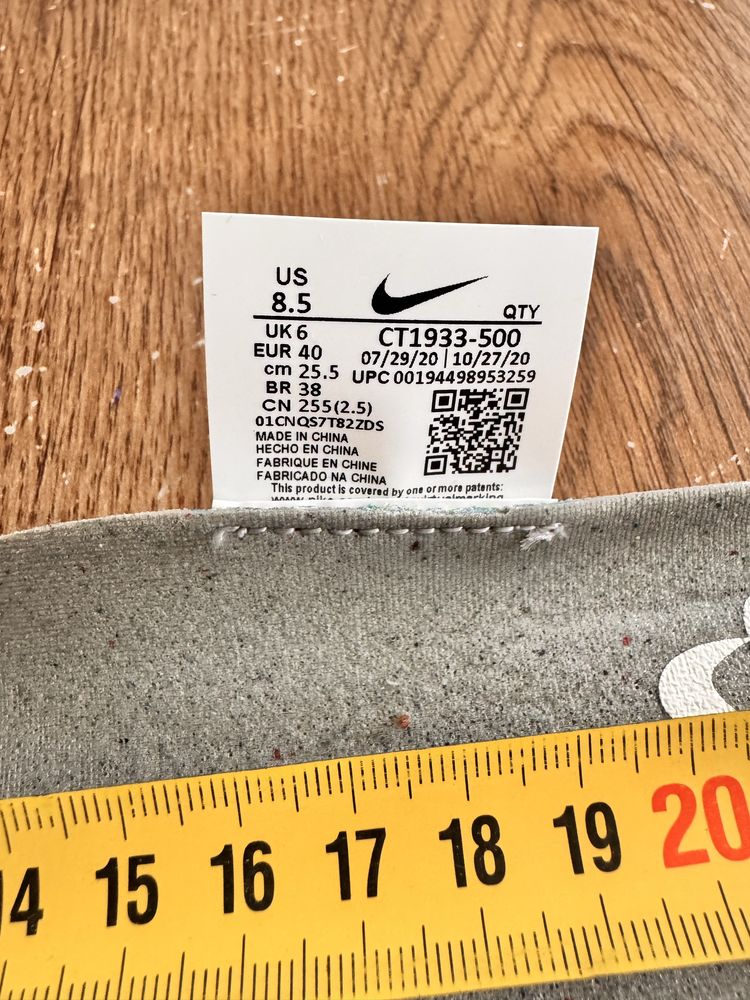 US
8.5
QTY
UK 6
CT1933-500
EUR 40
07/29/20 | 10/27/20
cm 25.5
UPC 00194498953259
BR 38
CN 255(2.5)
01CNQS7T82ZDS
MADE IN CHINA
HECHO EN CHINA
FABRIQUE EN CHINE
FABRICADO NA CHINA
This product is covered by one or more patents:
14 15 16 17 18 19 20